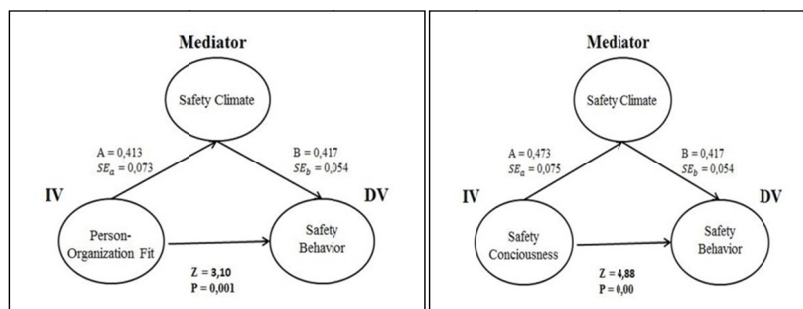 Mediator
Safety Climate
A = 0,413
SEa = 0,073
B = 0,417
SEb = 0,054
IV
DV
Person-
Organization Fit
Safety
Behavior
Z = 3,10
P = 0,001
Mediator
Safety Climate
A = 0,473
SEa = 0,075
B = 0,417
SEb = 0,054
IV
DV
Safety
Conciousness
Safety
Behavior
Z = 4,88
P = 0,00